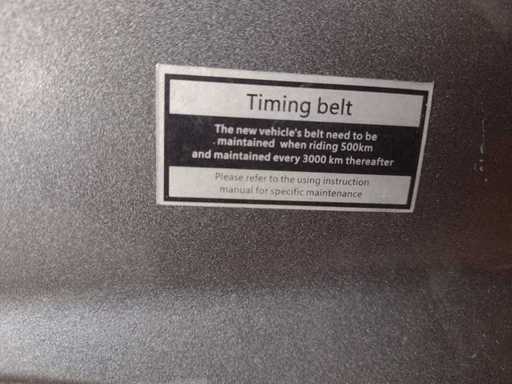 Timing belt
The new vehicle's belt need to be
maintained when riding 500km
and maintained every 3000 km thereafter
Please refer to the using instruction
manual for specific maintenance